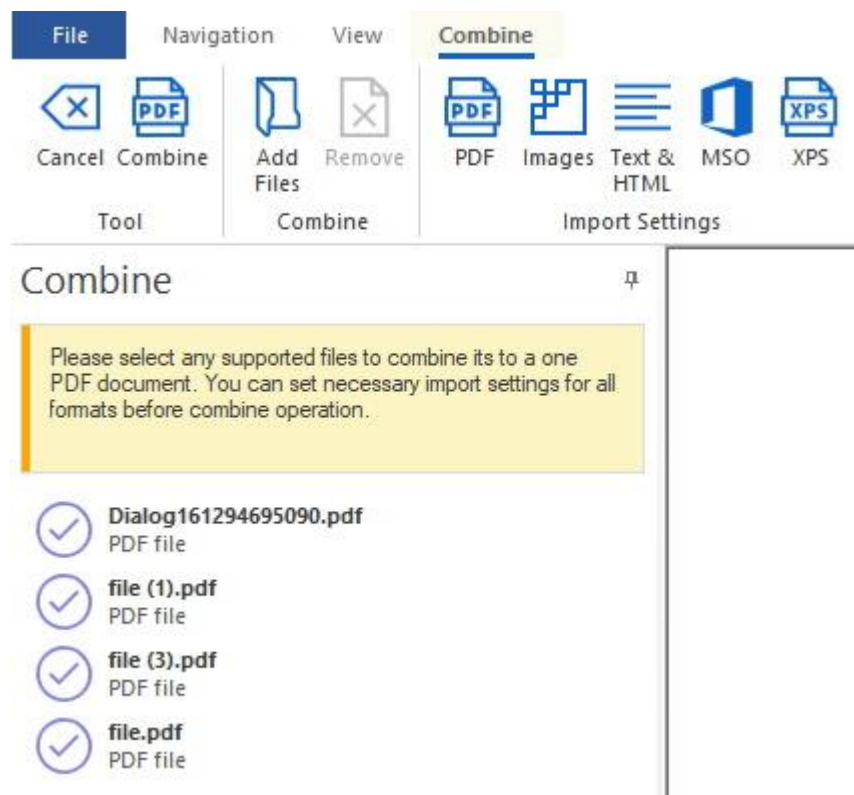 File Navigation View Combine
PDF PDF XPS
Cancel Combine Add Files Remove PDF Images Text & HTML MSO XPS
Tool Combine Import Settings
Combine
Please select any supported files to combine its to a one
PDF document. You can set necessary import settings for all
formats before combine operation.
Dialog161294695090.pdf
PDF file
file (1).pdf
PDF file
file (3).pdf
PDF file
file.pdf
PDF file